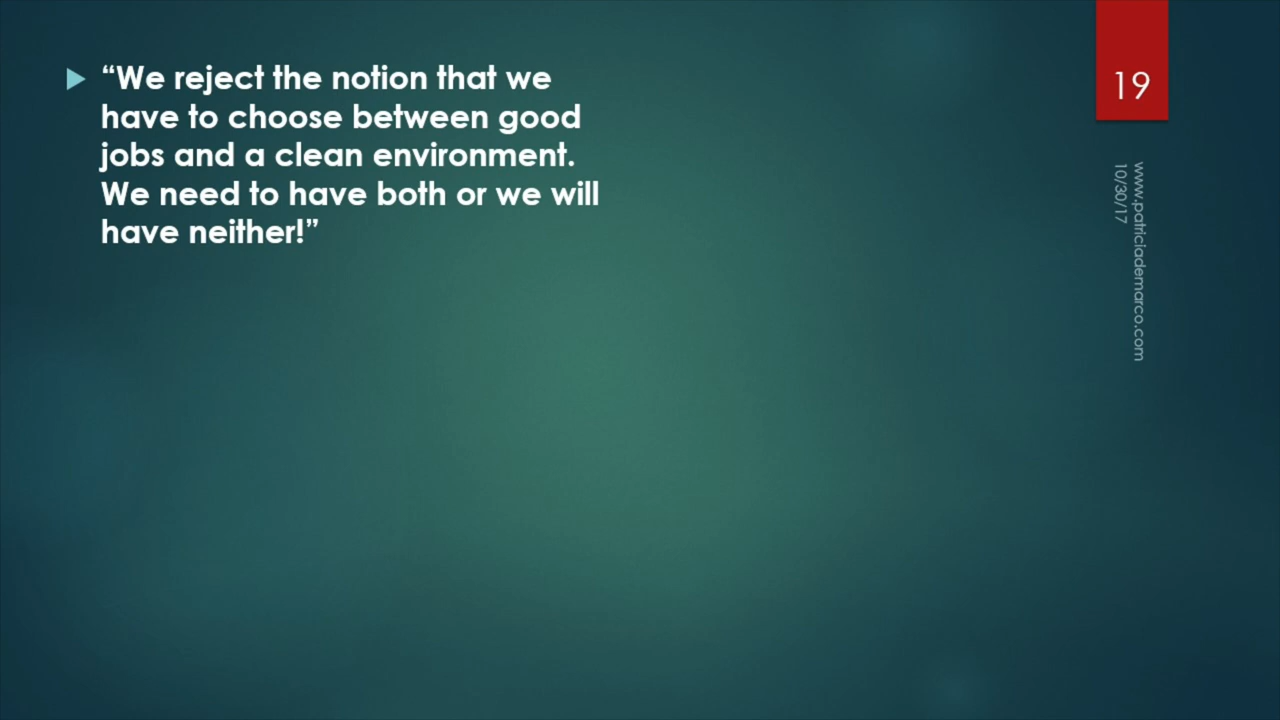 “We reject the notion that we
have to choose between good
jobs and a clean environment.
We need to have both or we will
have neither!”
19
www.patriciademarco.com
10/30/17